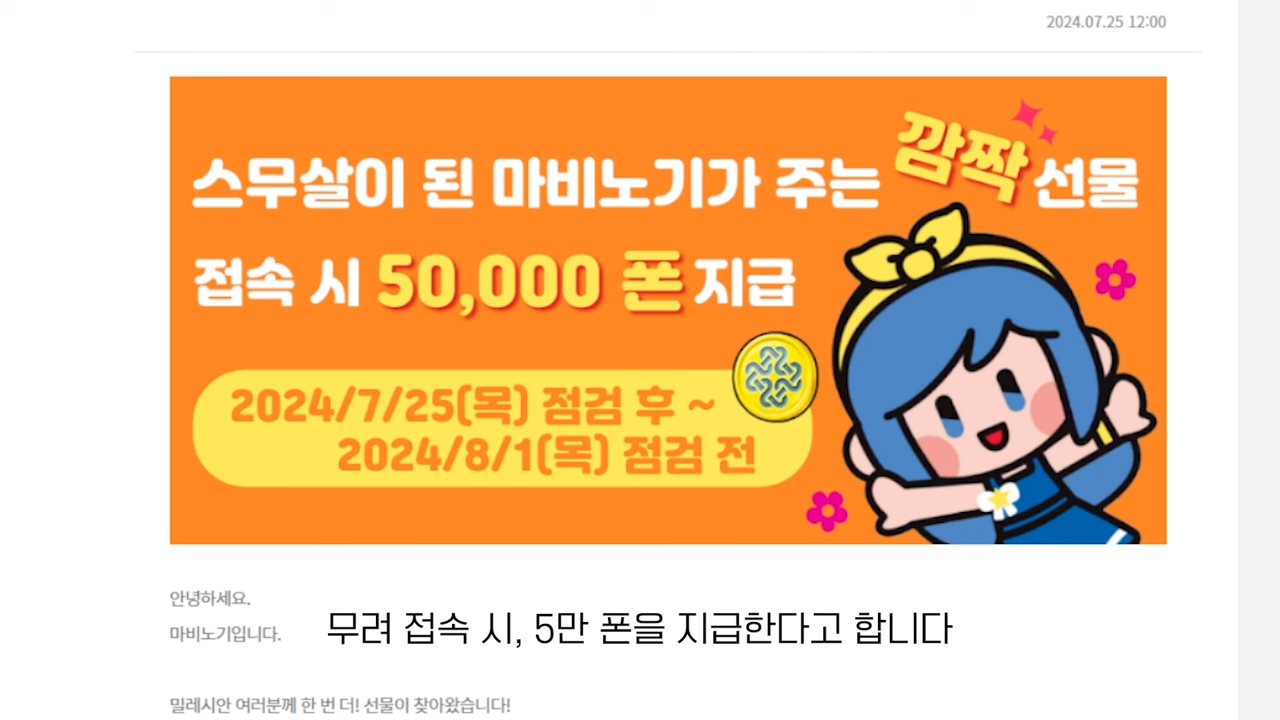 2024.07.25 12:00
스무살이 된 마비노기가 주는 깜짝 선물
접속 시 50,000 폰 지급
2024/7/25(목) 점검 후 ~
2024/8/1(목) 점검 전
안녕하세요.
마비노기입니다.
무려 접속 시, 5만 폰을 지급한다고 합니다
밀레시안 여러분께 한 번 더! 선물이 찾아왔습니다!